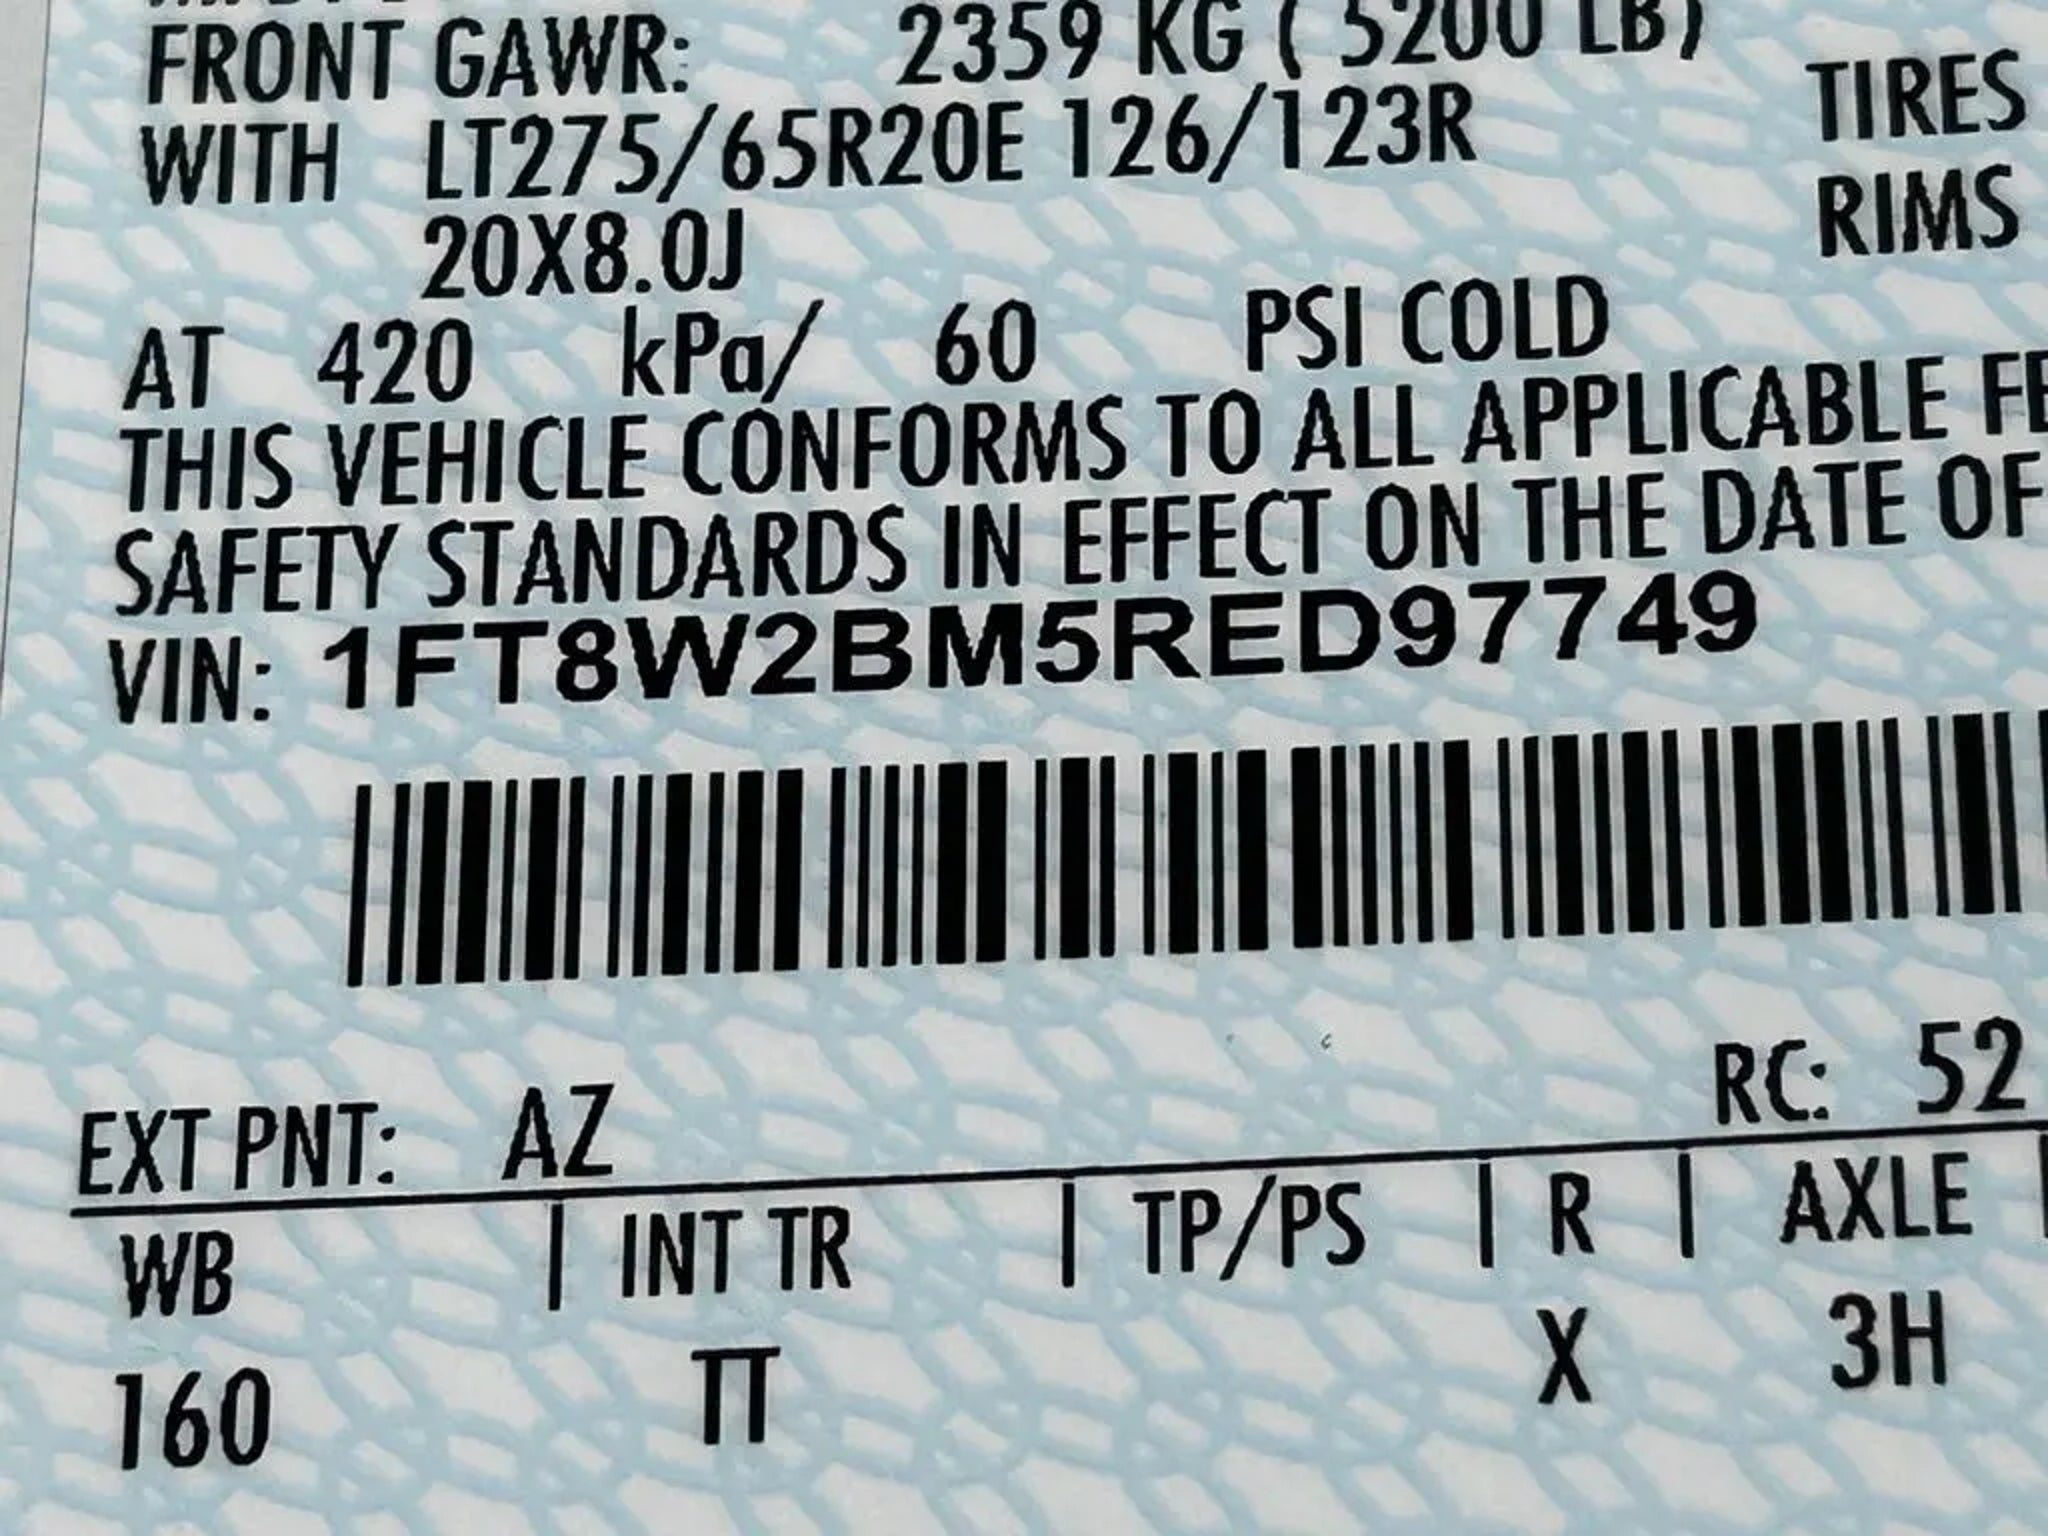 FRONT GAWR: 2359 KG ( 5200 LB)
WITH LT275/65R20E 126/123R TIRES
20X8.0J RIMS
AT 420 kPa/ 60 PSI COLD
THIS VEHICLE CONFORMS TO ALL APPLICABLE FE
SAFETY STANDARDS IN EFFECT ON THE DATE OF
VIN: 1FT8W2BM5RED97749
RC: 52
EXT PNT: AZ
WB | INT TR | TP/PS | R | AXLE |
160 TT X 3H